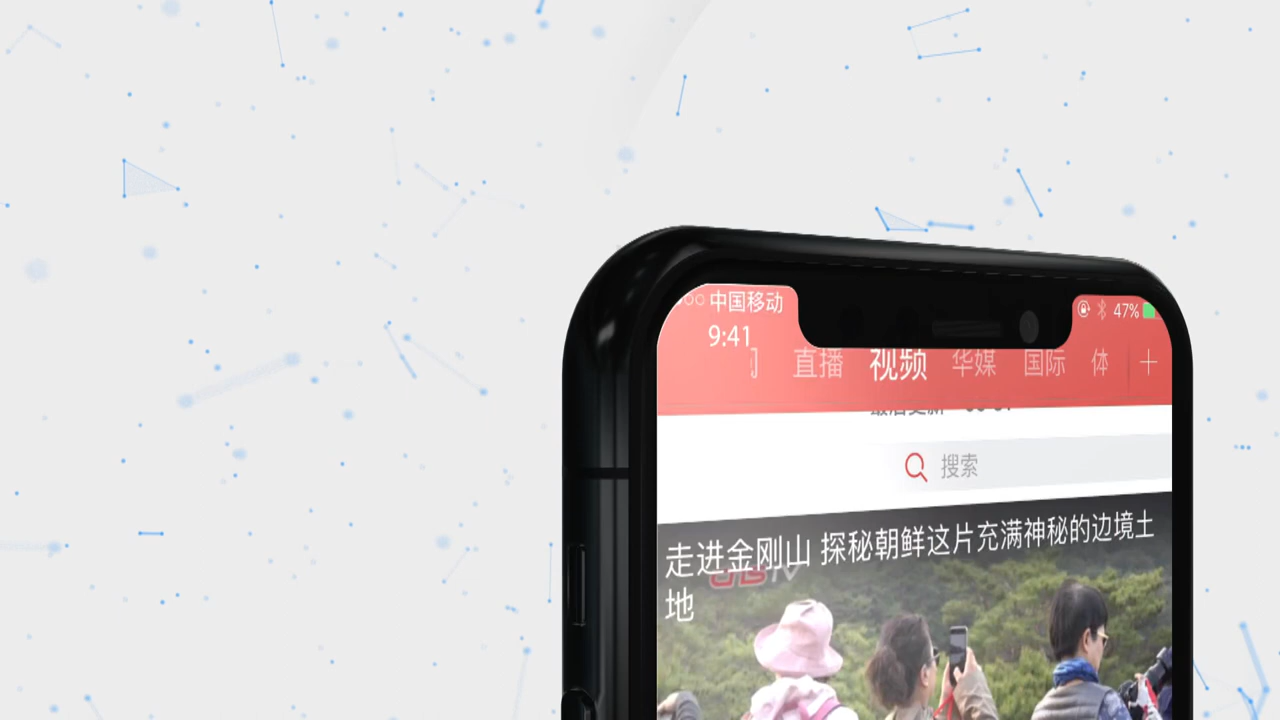 中国移动
47%
9:41
直播 视频 华媒 国际 体 +
搜索
走进金刚山 探秘朝鲜这片充满神秘的边境土
地